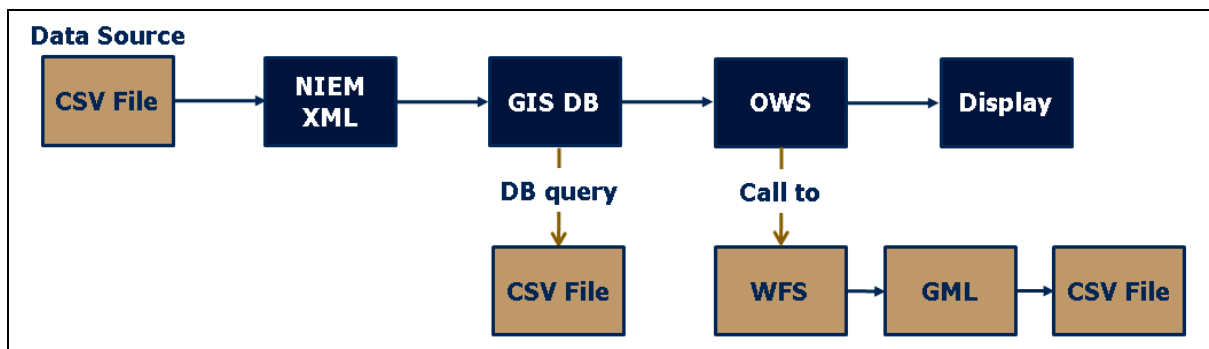 Data Source
CSV File
NIEM
XML
GIS DB
OWS
Display
DB query
Call to
CSV File
WFS
GML
CSV File